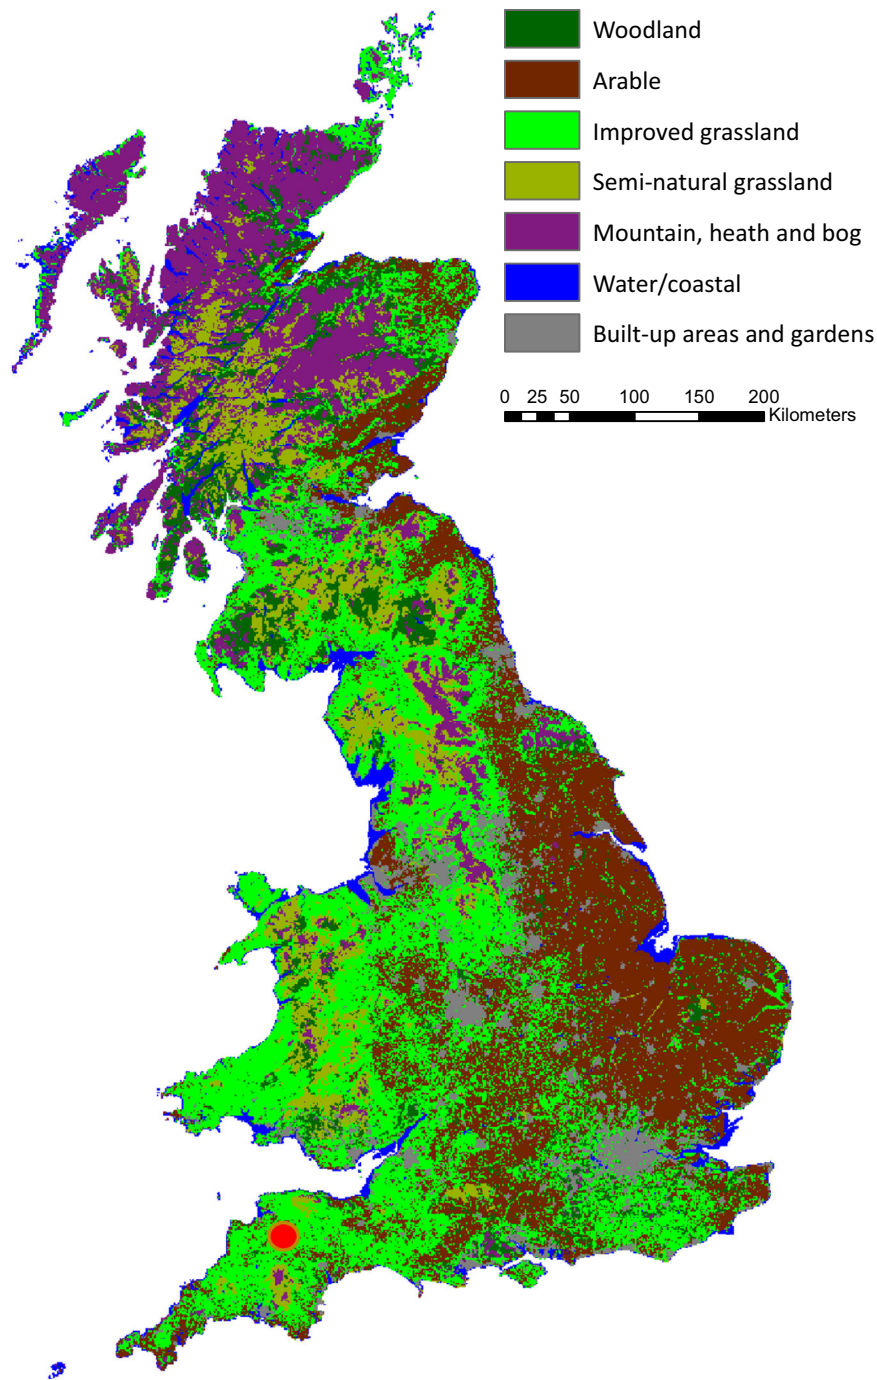 Woodland
Arable
Improved grassland
Semi-natural grassland
Mountain, heath and bog
Water/coastal
Built-up areas and gardens
0 25 50 100 150 200
Kilometers